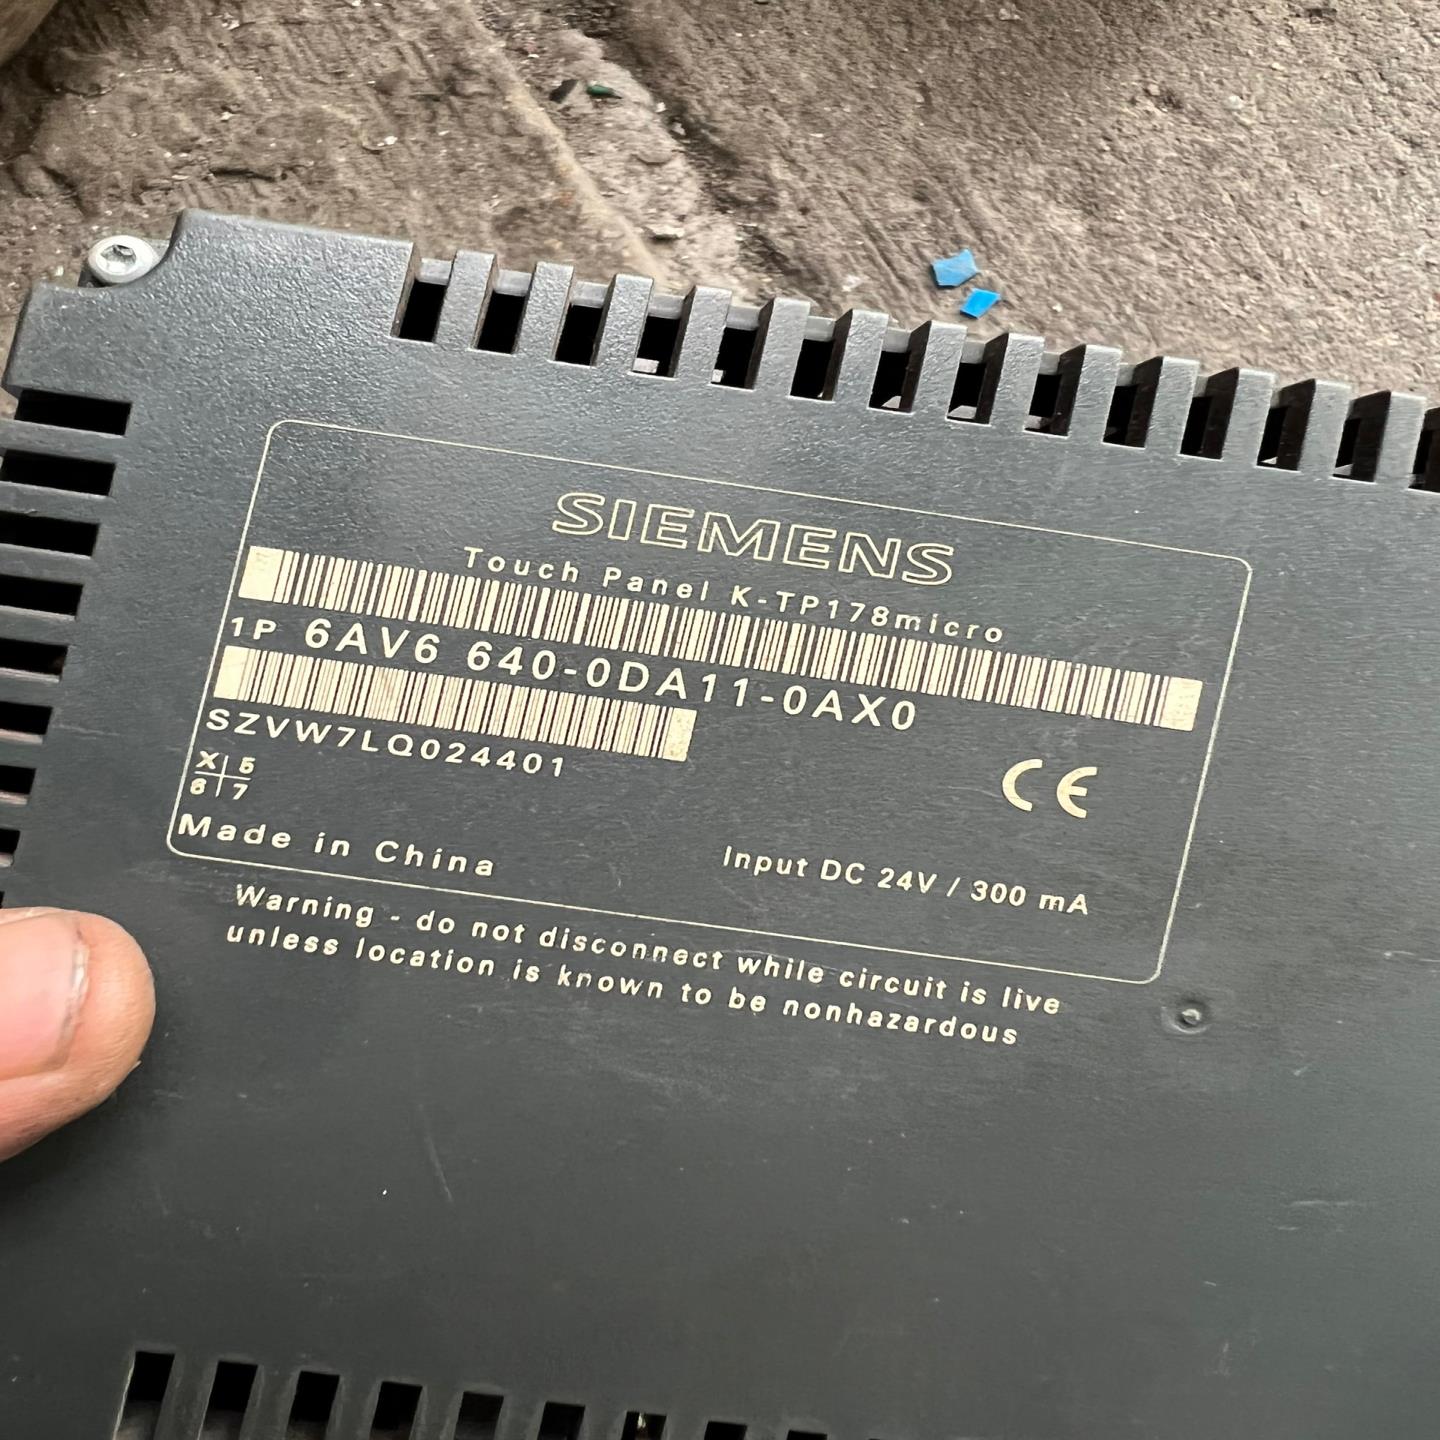 SIEMENS
Touch Panel K-TP178micro
1P 6AV6 640-0DA11-0AX0
SZVW7LQ024401
X 5
6 7
Made in China
CE
Input DC 24V / 300 mA
Warning - do not disconnect while circuit is live
unless location is known to be nonhazardous